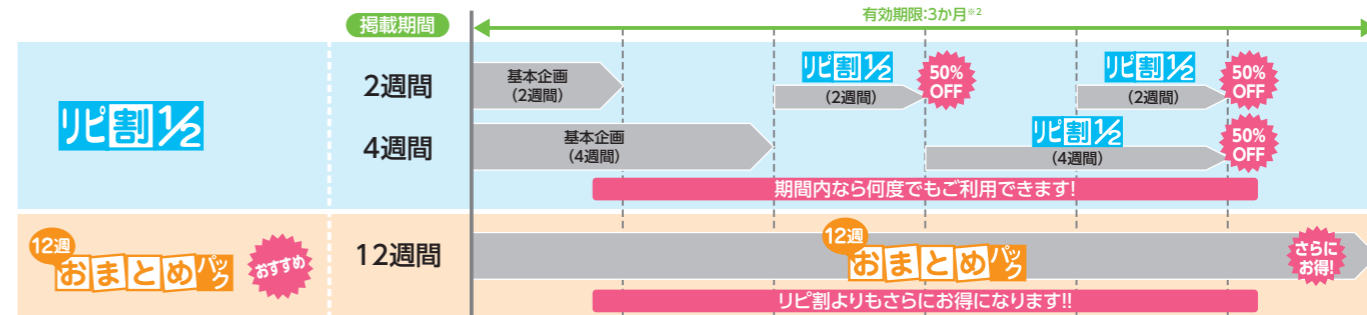 掲載期間
有効期限:3か月※2
リピ割1/2
2週間
基本企画
(2週間)
リピ割1/2
(2週間)
50%
OFF
リピ割1/2
(2週間)
50%
OFF
4週間
基本企画
(4週間)
リピ割1/2
(4週間)
50%
OFF
期間内なら何度でもご利用できます!
12週
おまとめパック
おすすめ
12週間
12週
おまとめパック
さらに
お得!
リピ割よりもさらにお得になります!!